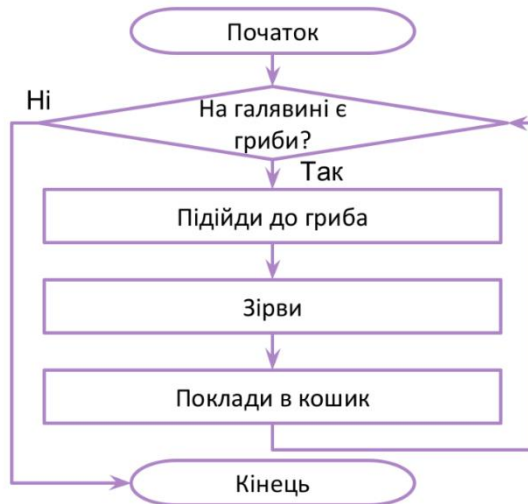 Початок
Ні
На галявині є
гриби?
Так
Підійди до гриба
Зірви
Поклади в кошик
Кінець